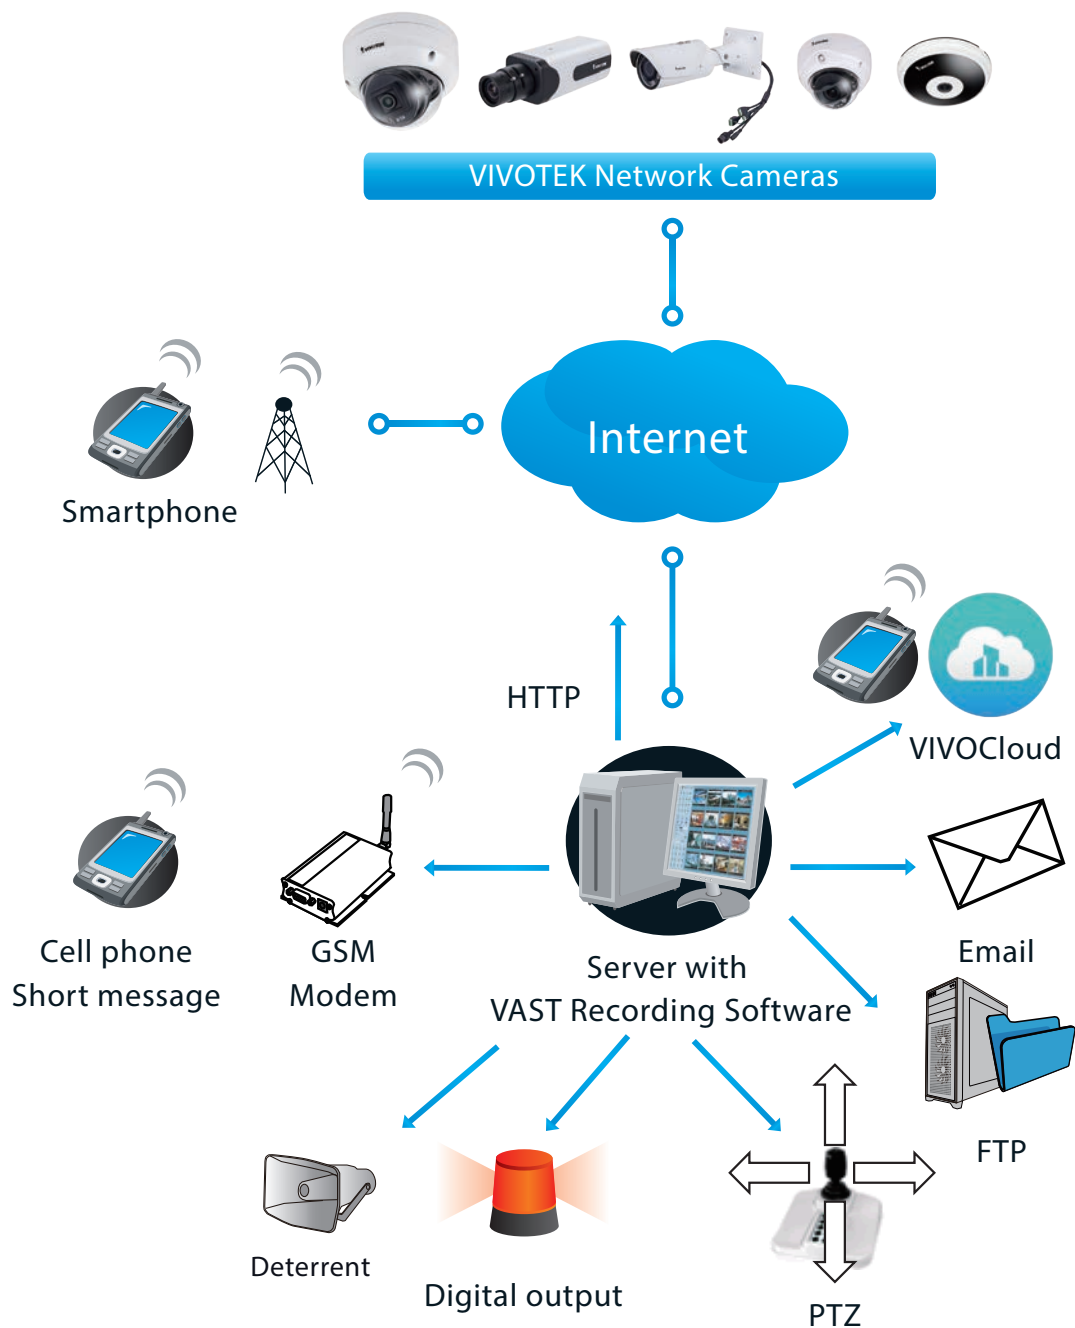 VIVOTEK Network Cameras
Internet
Smartphone
HTTP
VIVOCloud
Cell phone
Short message
GSM
Modem
Server with
VAST Recording Software
Email
FTP
Deterrent
Digital output
PTZ